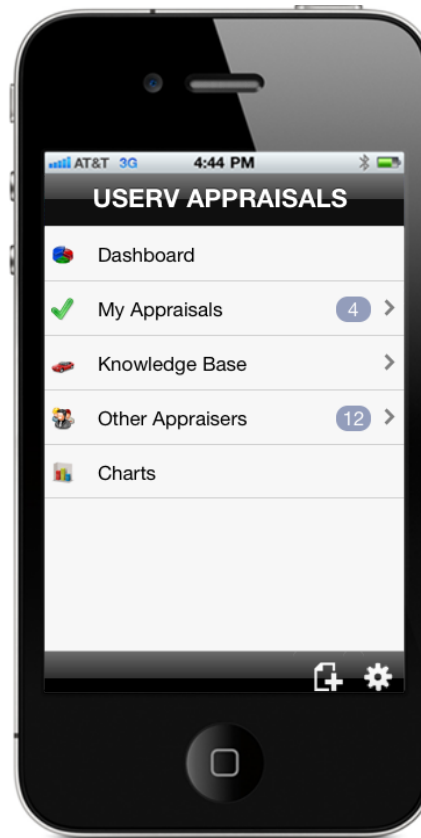 AT&T 3G 4:44 PM
USERV APPRAISALS
Dashboard
My Appraisals 4
Knowledge Base
Other Appraisers 12
Charts